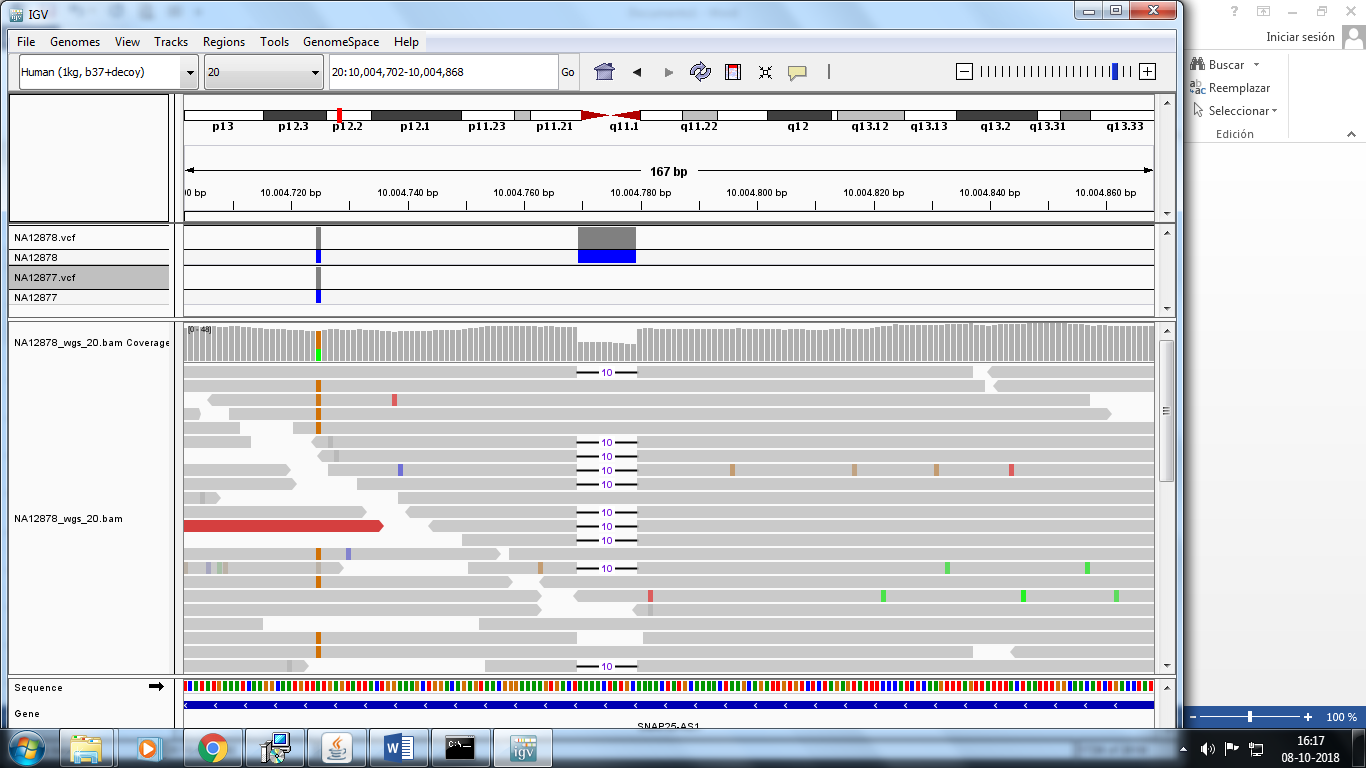 IGV
File Genomes View Tracks Regions Tools GenomeSpace Help
Iniciar sesión
Human (1kg, b37+decoy) 20 20:10,004,702-10,004,868 Go
Buscar
Reemplazar
Seleccionar
Edición
p13 p12.3 p12.2 p12.1 p11.23 p11.21 q11.1 q11.22 q12 q13.12 q13.13 q13.2 q13.31 q13.33
167 bp
00 bp 10.004.720 bp 10.004.740 bp 10.004.760 bp 10.004.780 bp 10.004.800 bp 10.004.820 bp 10.004.840 bp 10.004.860 bp
NA12878.vcf
NA12878
NA12877.vcf
NA12877
[0 - 48]
NA12878_wgs_20.bam Coverage
10
10
10
10
10
10
10
NA12878_wgs_20.bam
10
10
10
Sequence
Gene
SNAP25-AS1
100 %
16:17
08-10-2018